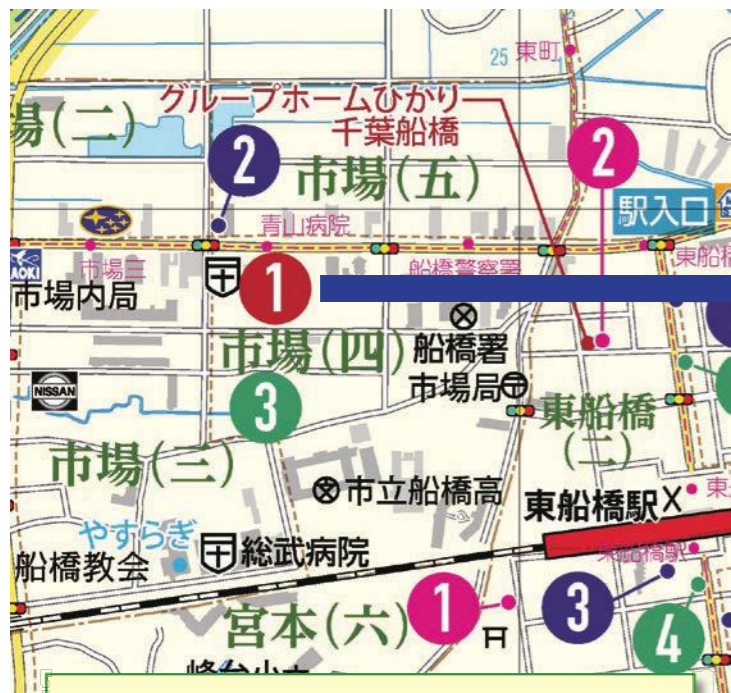 25 東町
グループホームひかり
千葉船橋
場(二)
2
2
市場(五)
駅入口
青山病院
市場三
船橋警察署
東船橋
AOKI
市場内局
1
市場(四)
船橋署
市場局
3
NISSAN
東船橋
(二)
市場(三)
市立船橋高
東船橋駅
やすらぎ
総武病院
船橋教会
東船橋駅
宮本(六)
1
3
4